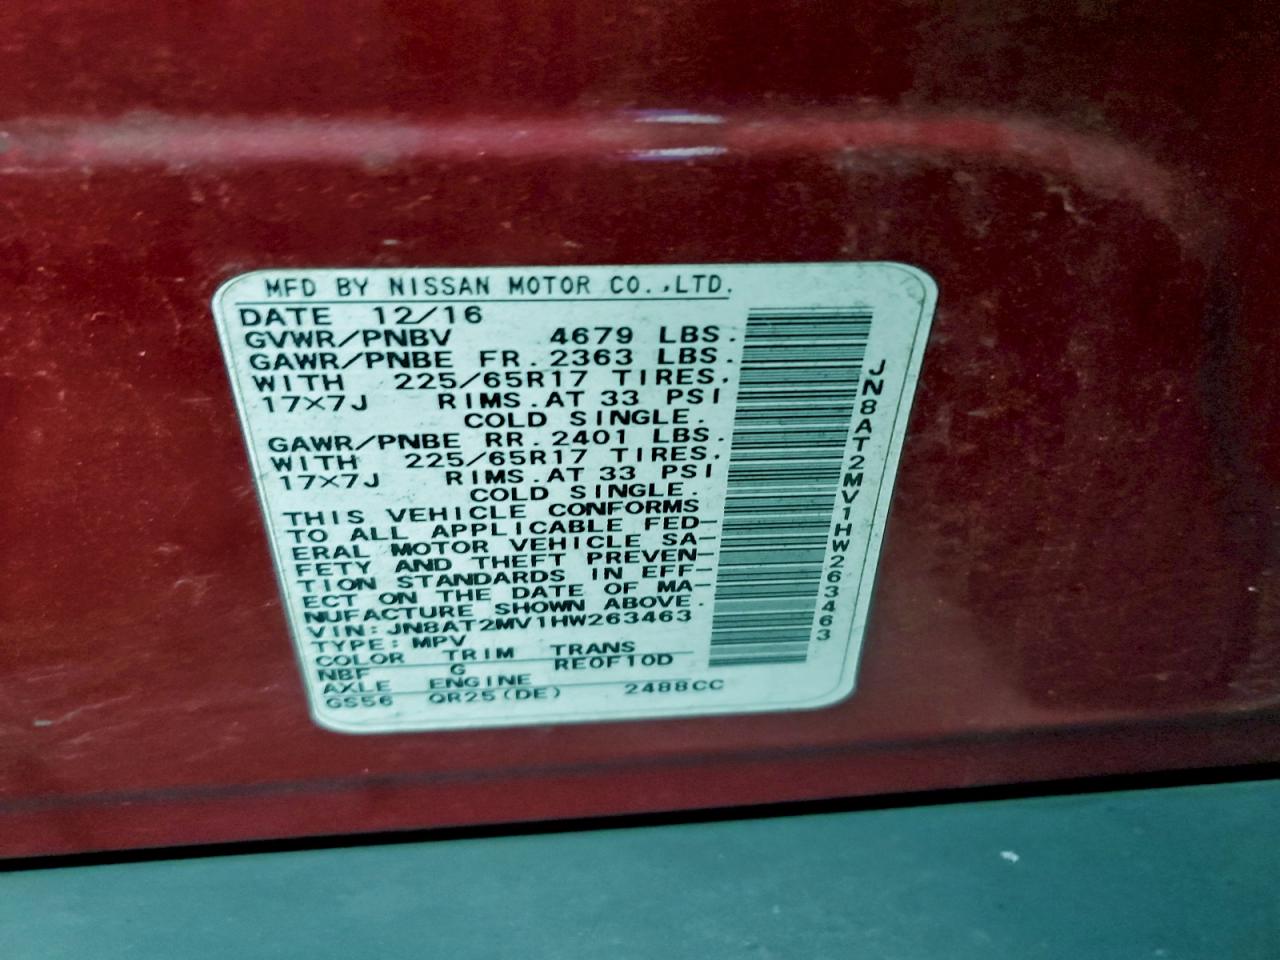 MFD BY NISSAN MOTOR CO.,LTD.
DATE 12/16
GVWR/PNBV 4679 LBS.
GAWR/PNBE FR. 2363 LBS.
WITH 225/65R17 TIRES.
17×7J RIMS.AT 33 PSI
COLD SINGLE.
GAWR/PNBE RR. 2401 LBS.
WITH 225/65R17 TIRES.
17×7J RIMS.AT 33 PSI
COLD SINGLE.
THIS VEHICLE CONFORMS
TO ALL APPLICABLE FED-
ERAL MOTOR VEHICLE SA-
FETY AND THEFT PREVEN-
TION STANDARDS IN EFF-
ECT ON THE DATE OF MA-
NUFACTURE SHOWN ABOVE.
VIN: JN8AT2MV1HW263463
TYPE: MPV
COLOR TRIM TRANS
NBF G RE0F10D
AXLE ENGINE
GS56 QR25(DE) 2488CC
JN8AT2MV1HW263463